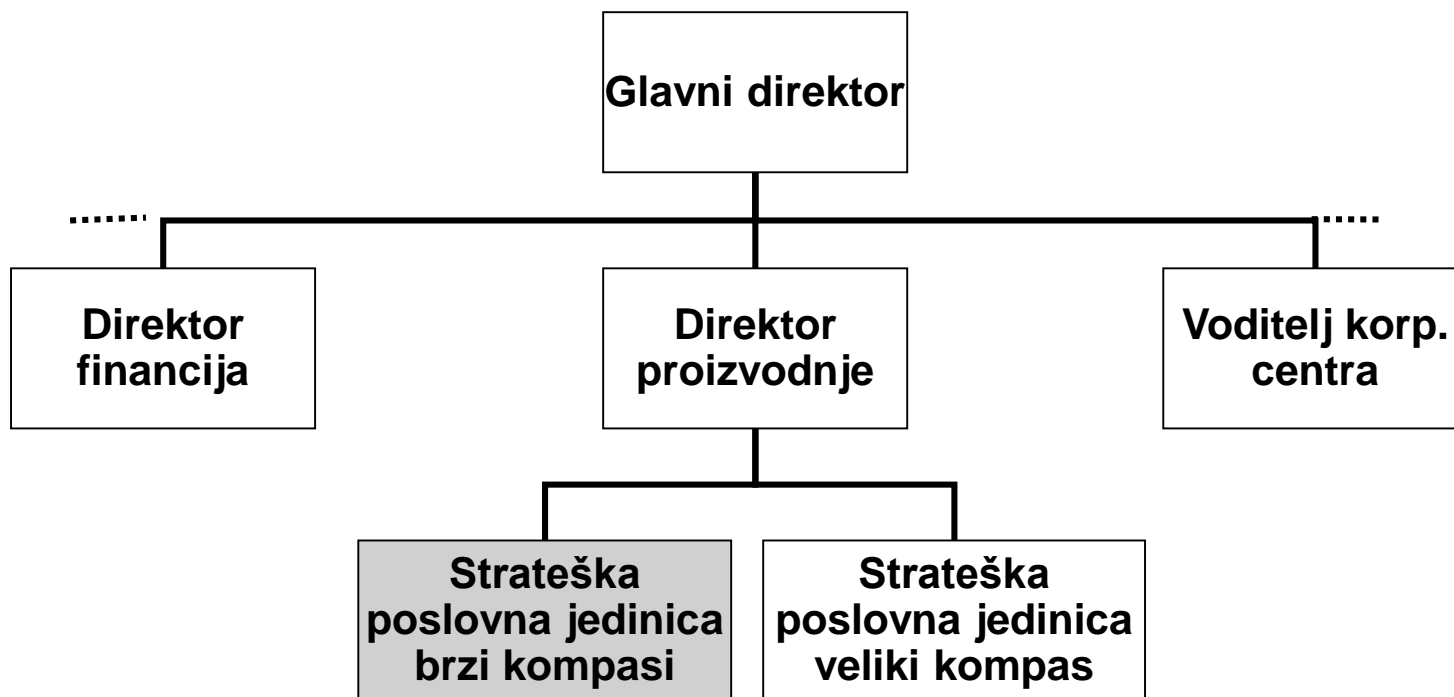 Glavni direktor
Direktor
financija
Direktor
proizvodnje
Voditelj korp.
centra
Strateška
poslovna jedinica
brzi kompasi
Strateška
poslovna jedinica
veliki kompas